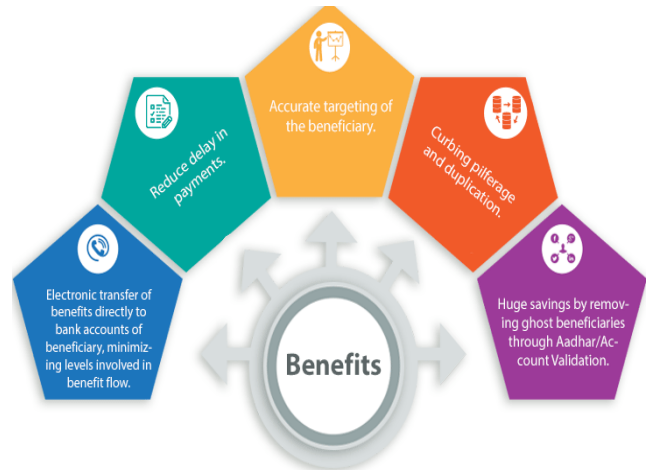 Electronic transfer of
benefits directly to
bank accounts of
beneficiary, minimiz-
ing levels involved in
benefit flow.
Reduce delay in
payments.
Accurate targeting of
the beneficiary.
Curbing pilferage
and duplication.
Huge savings by remov-
ing ghost beneficiaries
through Aadhar/Ac-
count Validation.
Benefits